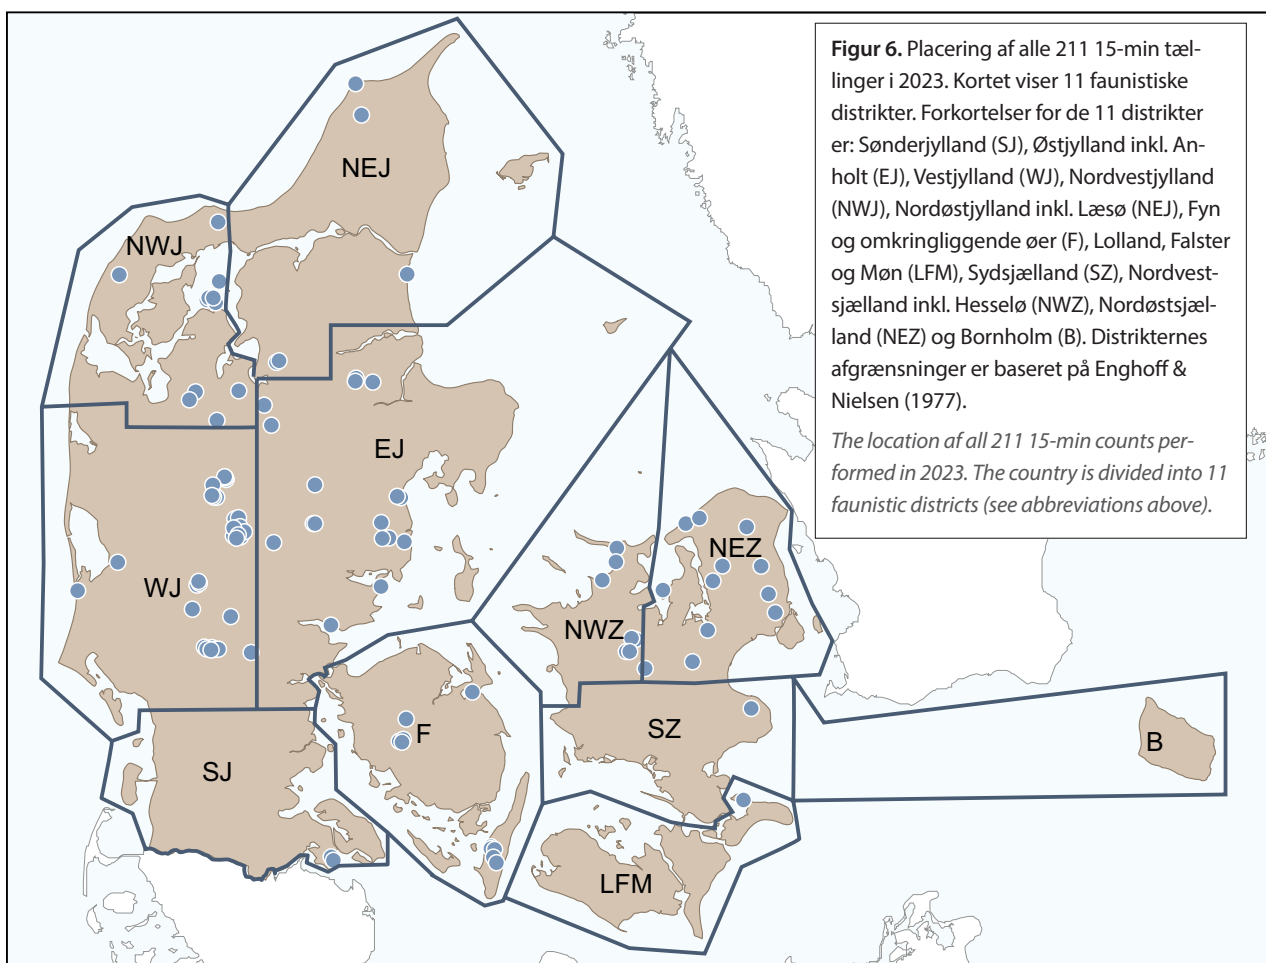 Figur 6. Placering af alle 211 15-min tæl-
linger i 2023. Kortet viser 11 faunistiske
distrikter. Forkortelser for de 11 distrikter
er: Sønderjylland (SJ), Østjylland inkl. An-
holt (EJ), Vestjylland (WJ), Nordvestjylland
(NWJ), Nordøstjylland inkl. Læsø (NEJ), Fyn
og omkringliggende øer (F), Lolland, Falster
og Møn (LFM), Sydsjælland (SZ), Nordvest-
sjælland inkl. Hesselø (NWZ), Nordøstsjæl-
land (NEZ) og Bornholm (B). Distrikternes
afgrænsninger er baseret på Enghoff &
Nielsen (1977).
The location af all 211 15-min counts per-
formed in 2023. The country is divided into 11
faunistic districts (see abbreviations above).
NEJ
NWJ
EJ
NEZ
WJ
NWZ
SZ
F
B
SJ
LFM